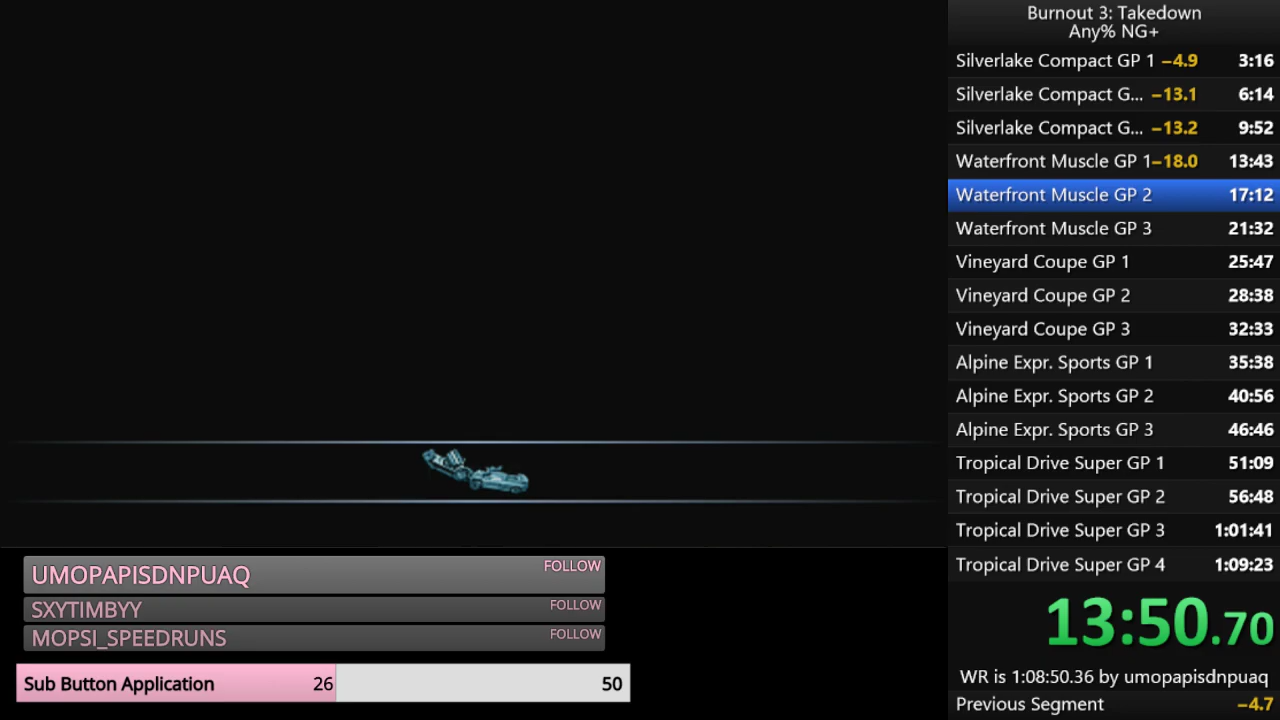 Burnout 3: Takedown
Any% NG+
Silverlake Compact GP 1 −4.9 3:16
Silverlake Compact G... −13.1 6:14
Silverlake Compact G... −13.2 9:52
Waterfront Muscle GP 1 −18.0 13:43
Waterfront Muscle GP 2 17:12
Waterfront Muscle GP 3 21:32
Vineyard Coupe GP 1 25:47
Vineyard Coupe GP 2 28:38
Vineyard Coupe GP 3 32:33
Alpine Expr. Sports GP 1 35:38
Alpine Expr. Sports GP 2 40:56
Alpine Expr. Sports GP 3 46:46
Tropical Drive Super GP 1 51:09
Tropical Drive Super GP 2 56:48
Tropical Drive Super GP 3 1:01:41
Tropical Drive Super GP 4 1:09:23
13:50.70
WR is 1:08:50.36 by umopapisdnpuaq
Previous Segment −4.7
UMOPAPISDNPUAQ FOLLOW
SXYTIMBYY FOLLOW
MOPSI_SPEEDRUNS FOLLOW
Sub Button Application 26 50